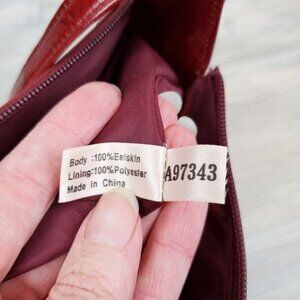 Body :100%Eelskin
Lining:100%Polyester
Made in China
A97343